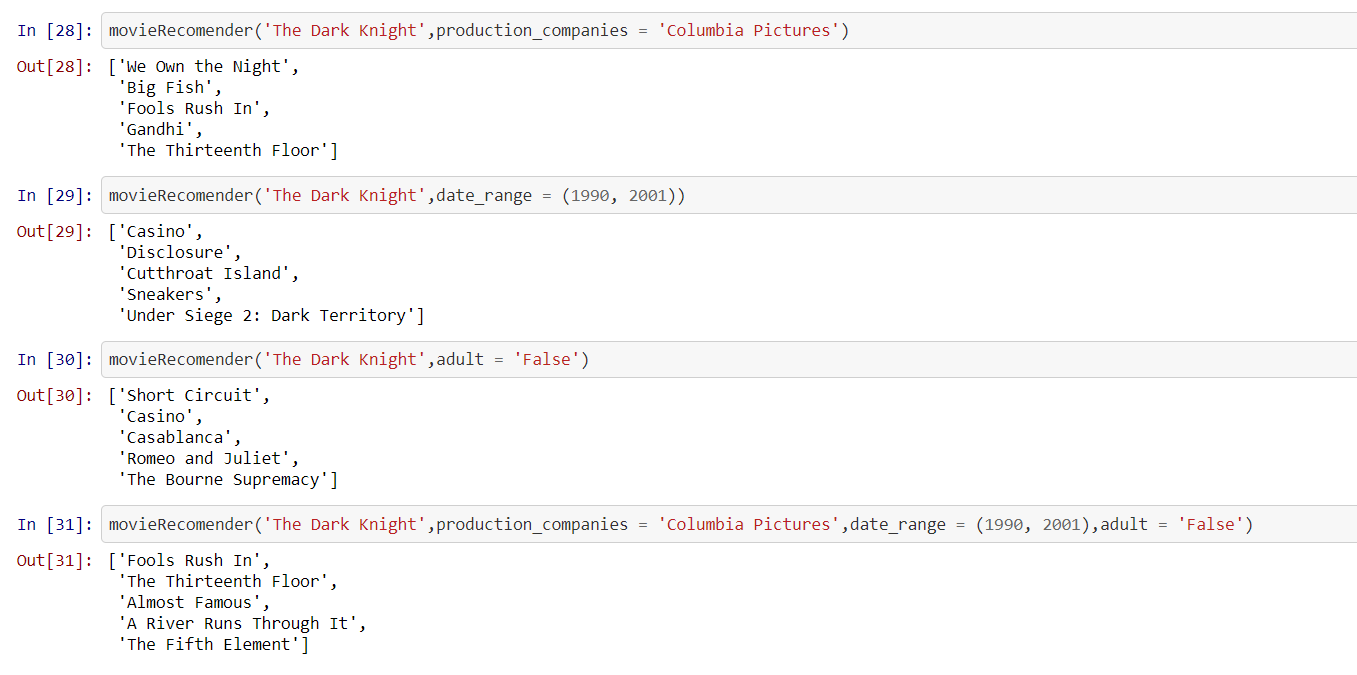 In [28]: movieRecomender('The Dark Knight',production_companies = 'Columbia Pictures')
Out[28]: ['We Own the Night',
'Big Fish',
'Fools Rush In',
'Gandhi',
'The Thirteenth Floor']
In [29]: movieRecomender('The Dark Knight',date_range = (1990, 2001))
Out[29]: ['Casino',
'Disclosure',
'Cutthroat Island',
'Sneakers',
'Under Siege 2: Dark Territory']
In [30]: movieRecomender('The Dark Knight',adult = 'False')
Out[30]: ['Short Circuit',
'Casino',
'Casablanca',
'Romeo and Juliet',
'The Bourne Supremacy']
In [31]: movieRecomender('The Dark Knight',production_companies = 'Columbia Pictures',date_range = (1990, 2001),adult = 'False')
Out[31]: ['Fools Rush In',
'The Thirteenth Floor',
'Almost Famous',
'A River Runs Through It',
'The Fifth Element']